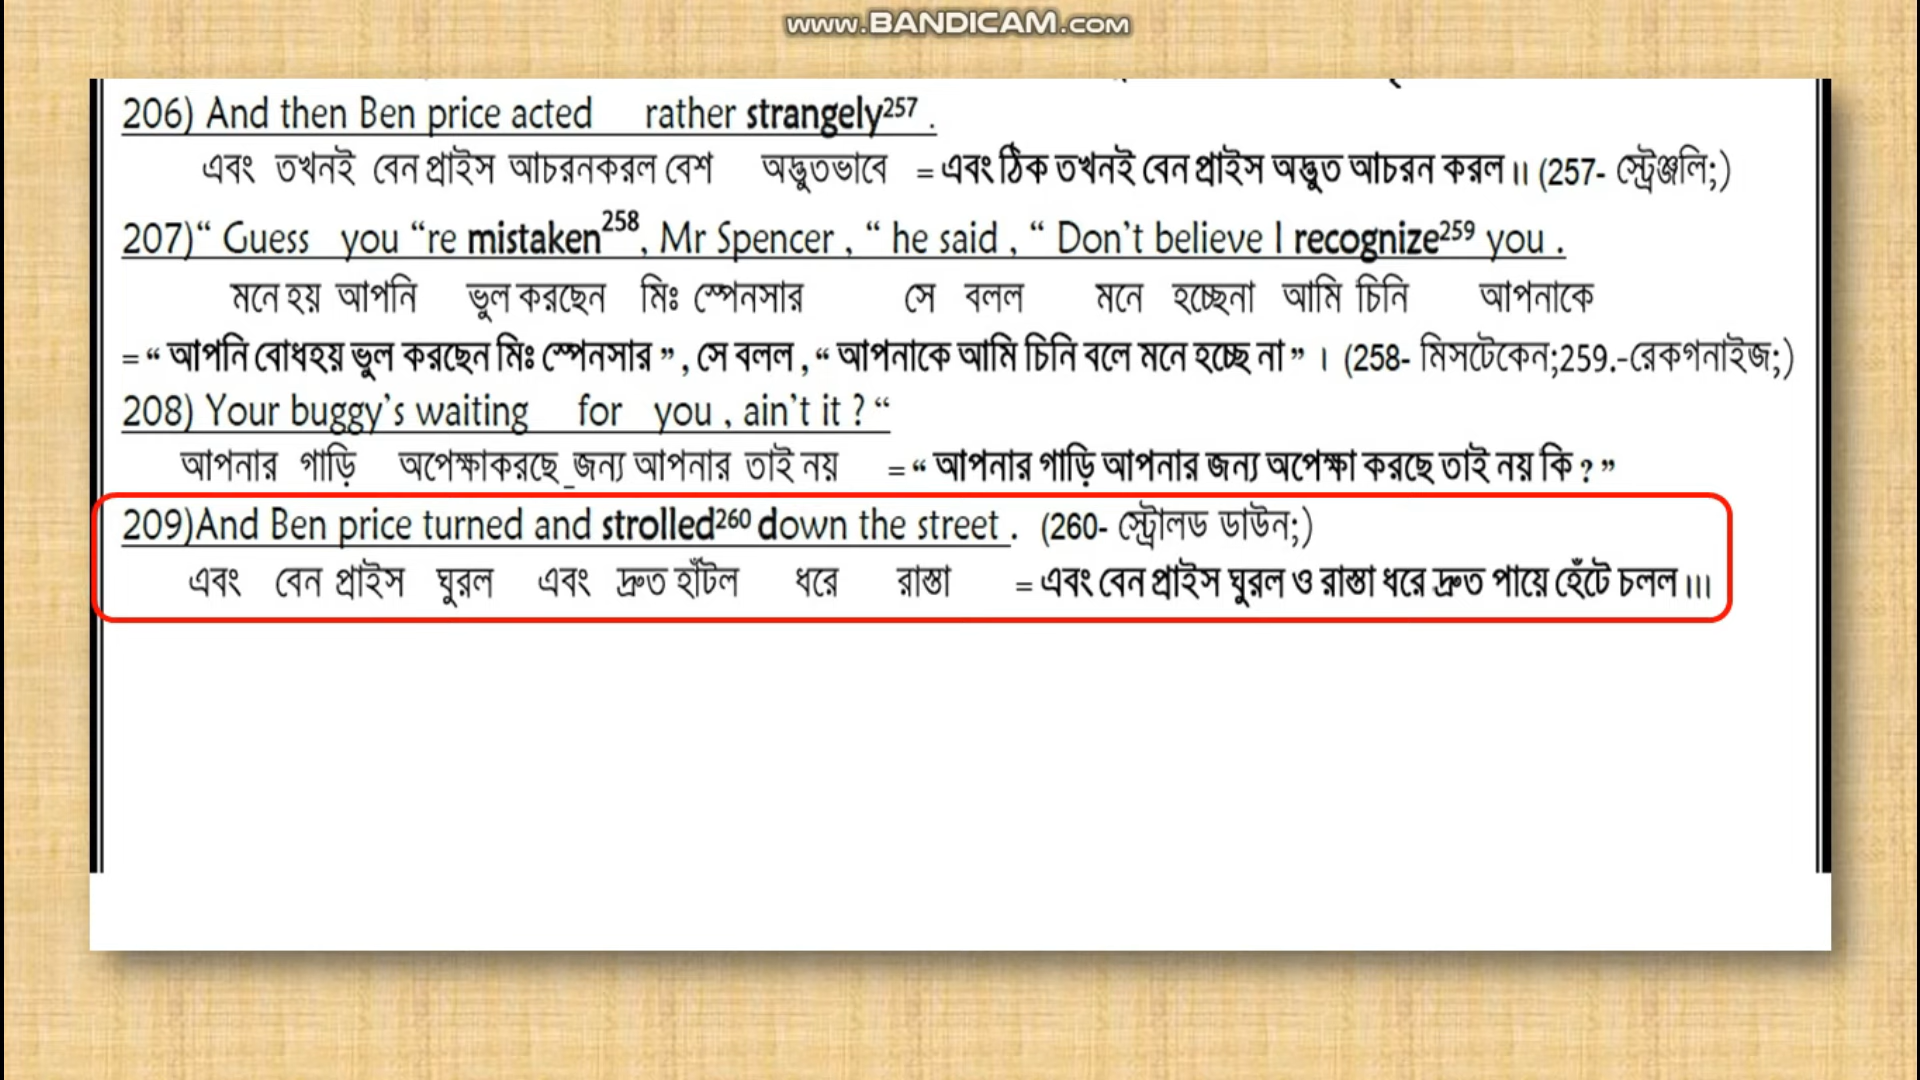 www.BANDICAM.com
206) And then Ben price acted rather strangely257 .
এবং তখনই বেন প্রাইস আচরনকরল বেশ অদ্ভুতভাবে = এবং ঠিক তখনই বেন প্রাইস অদ্ভুত আচরন করল ৷৷ (257- স্ট্রেঞ্জলি;)
207)“ Guess you “re mistaken258, Mr Spencer , “ he said , “ Don’t believe I recognize259 you .
মনে হয় আপনি ভুল করছেন মিঃ স্পেনসার সে বলল মনে হচ্ছেনা আমি চিনি আপনাকে
= “ আপনি বোধহয় ভুল করছেন মিঃ স্পেনসার ” , সে বলল , “ আপনাকে আমি চিনি বলে মনে হচ্ছে না ” । (258- মিসটেকেন;259.-রেকগনাইজ;)
208) Your buggy’s waiting for you , ain’t it ? “
আপনার গাড়ি অপেক্ষাকরছে_জন্য আপনার তাই নয় = “ আপনার গাড়ি আপনার জন্য অপেক্ষা করছে তাই নয় কি ? ”
209)And Ben price turned and strolled260 down the street . (260- স্ট্রোলড ডাউন;)
এবং বেন প্রাইস ঘুরল এবং দ্রুত হাঁটল ধরে রাস্তা = এবং বেন প্রাইস ঘুরল ও রাস্তা ধরে দ্রুত পায়ে হেঁটে চলল ৷৷৷